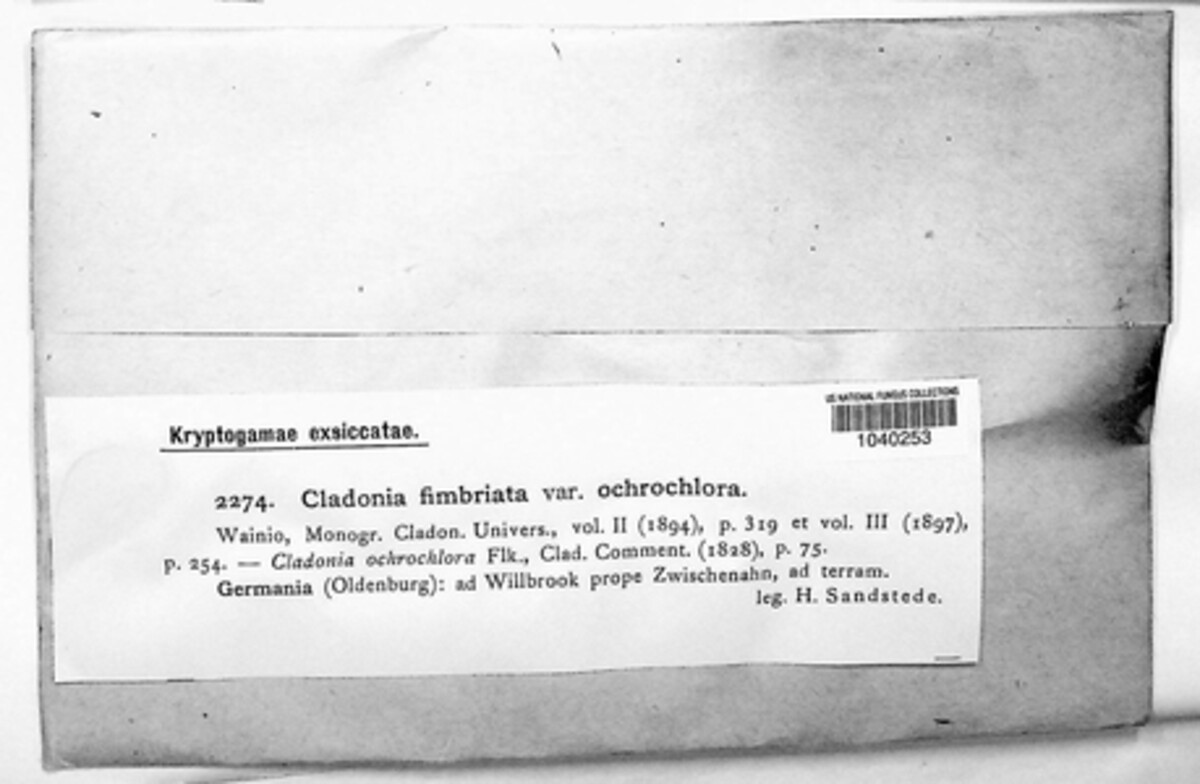 US NATIONAL FUNGUS COLLECTIONS
1040253
Kryptogamae exsiccatae.
2274. Cladonia fimbriata var. ochrochlora.
Wainio, Monogr. Cladon. Univers., vol. II (1894), p. 319 et vol. III (1897),
p. 254. — Cladonia ochrochlora Flk., Clad. Comment. (1828), p. 75.
Germania (Oldenburg): ad Willbrook prope Zwischenahn, ad terram.
leg. H. Sandstede.